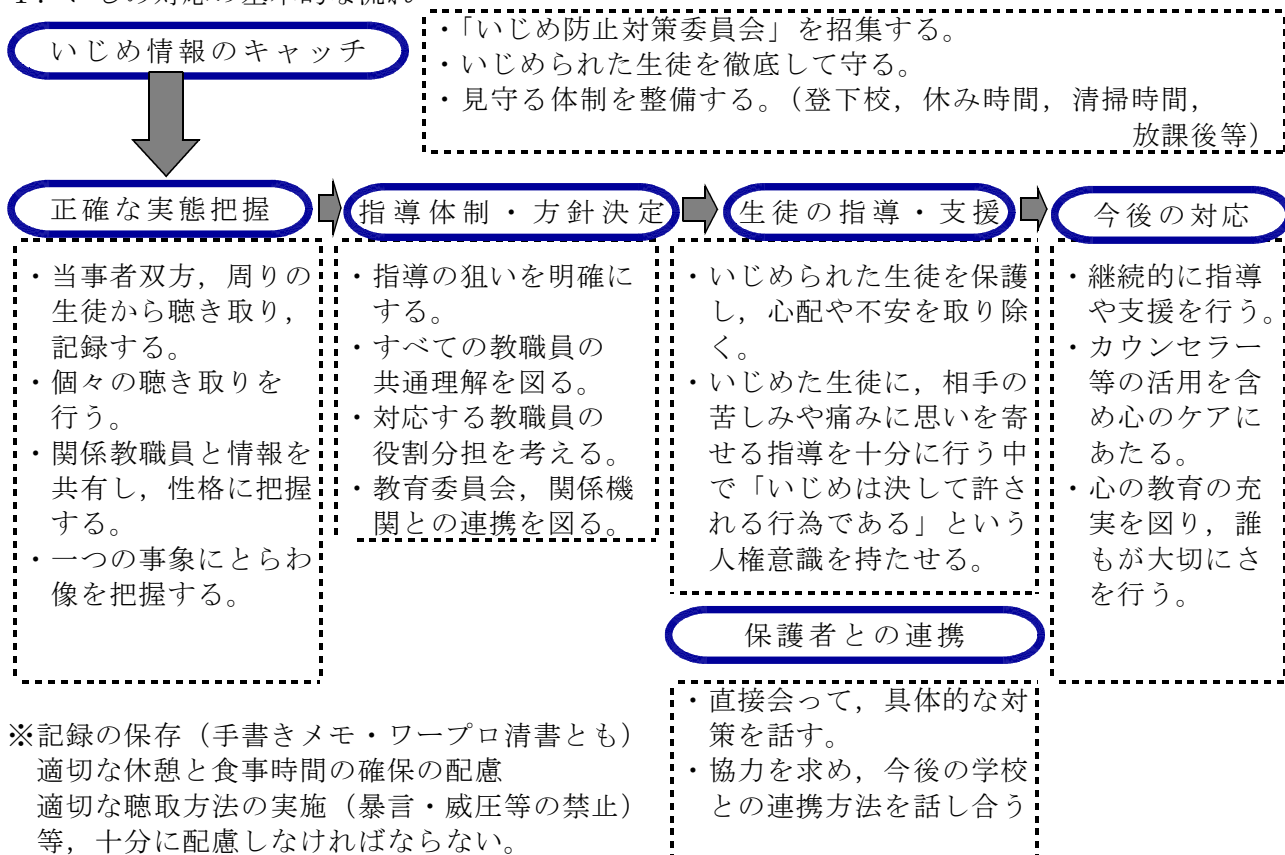 いじめ情報のキャッチ
・「いじめ防止対策委員会」を招集する。
・いじめられた生徒を徹底して守る。
・見守る体制を整備する。（登下校，休み時間，清掃時間，
放課後等）
正確な実態把握
・当事者双方，周りの
生徒から聴き取り，
記録する。
・個々の聴き取りを
行う。
・関係教職員と情報を
共有し，性格に把握
する。
・一つの事象にとらわ
像を把握する。
指導体制・方針決定
・指導の狙いを明確に
する。
・すべての教職員の
共通理解を図る。
・対応する教職員の
役割分担を考える。
・教育委員会，関係機
関との連携を図る。
生徒の指導・支援
・いじめられた生徒を保護
し，心配や不安を取り除
く。
・いじめた生徒に，相手の
苦しみや痛みに思いを寄
せる指導を十分に行う中
で「いじめは決して許さ
れる行為である」という
人権意識を持たせる。
今後の対応
・継続的に指導
や支援を行う。
・カウンセラー
等の活用を含
め心のケアに
あたる。
・心の教育の充
実を図り，誰
もが大切にさ
を行う。
保護者との連携
・直接会って，具体的な対
策を話す。
・協力を求め，今後の学校
との連携方法を話し合う
※記録の保存（手書きメモ・ワープロ清書とも）
適切な休憩と食事時間の確保の配慮
適切な聴取方法の実施（暴言・威圧等の禁止）
等，十分に配慮しなければならない。